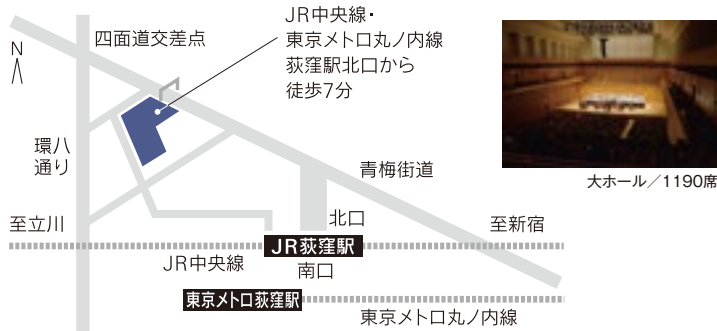 N
四面道交差点
JR中央線・
東京メトロ丸ノ内線
荻窪駅北口から
徒歩7分
環八
通り
大ホール／1190席
青梅街道
至立川
北口
至新宿
JR荻窪駅
JR中央線
南口
東京メトロ荻窪駅
東京メトロ丸ノ内線